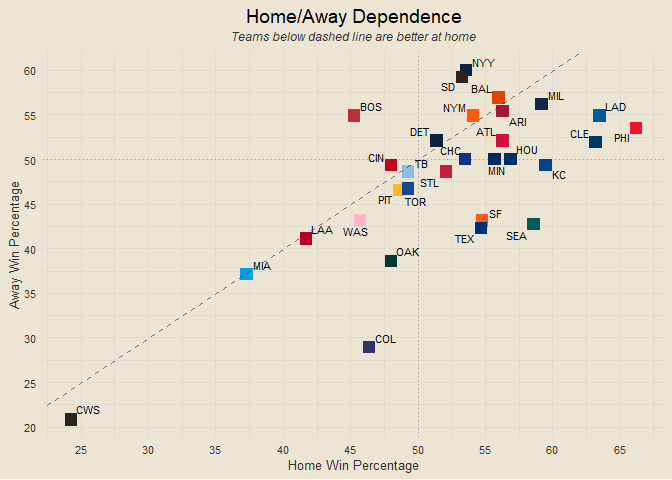 Home/Away Dependence
Teams below dashed line are better at home
Away Win Percentage
60
55
50
45
40
35
30
25
20
NYY
SD
BAL
MIL
BOS
NYM
ARI
LAD
DET
ATL
CLE
PHI
CIN
TB
CHC
HOU
MIN
KC
STL
PIT
TOR
WAS
SF
TEX
SEA
LAA
OAK
MIA
COL
CWS
25
30
35
40
45
50
55
60
65
Home Win Percentage